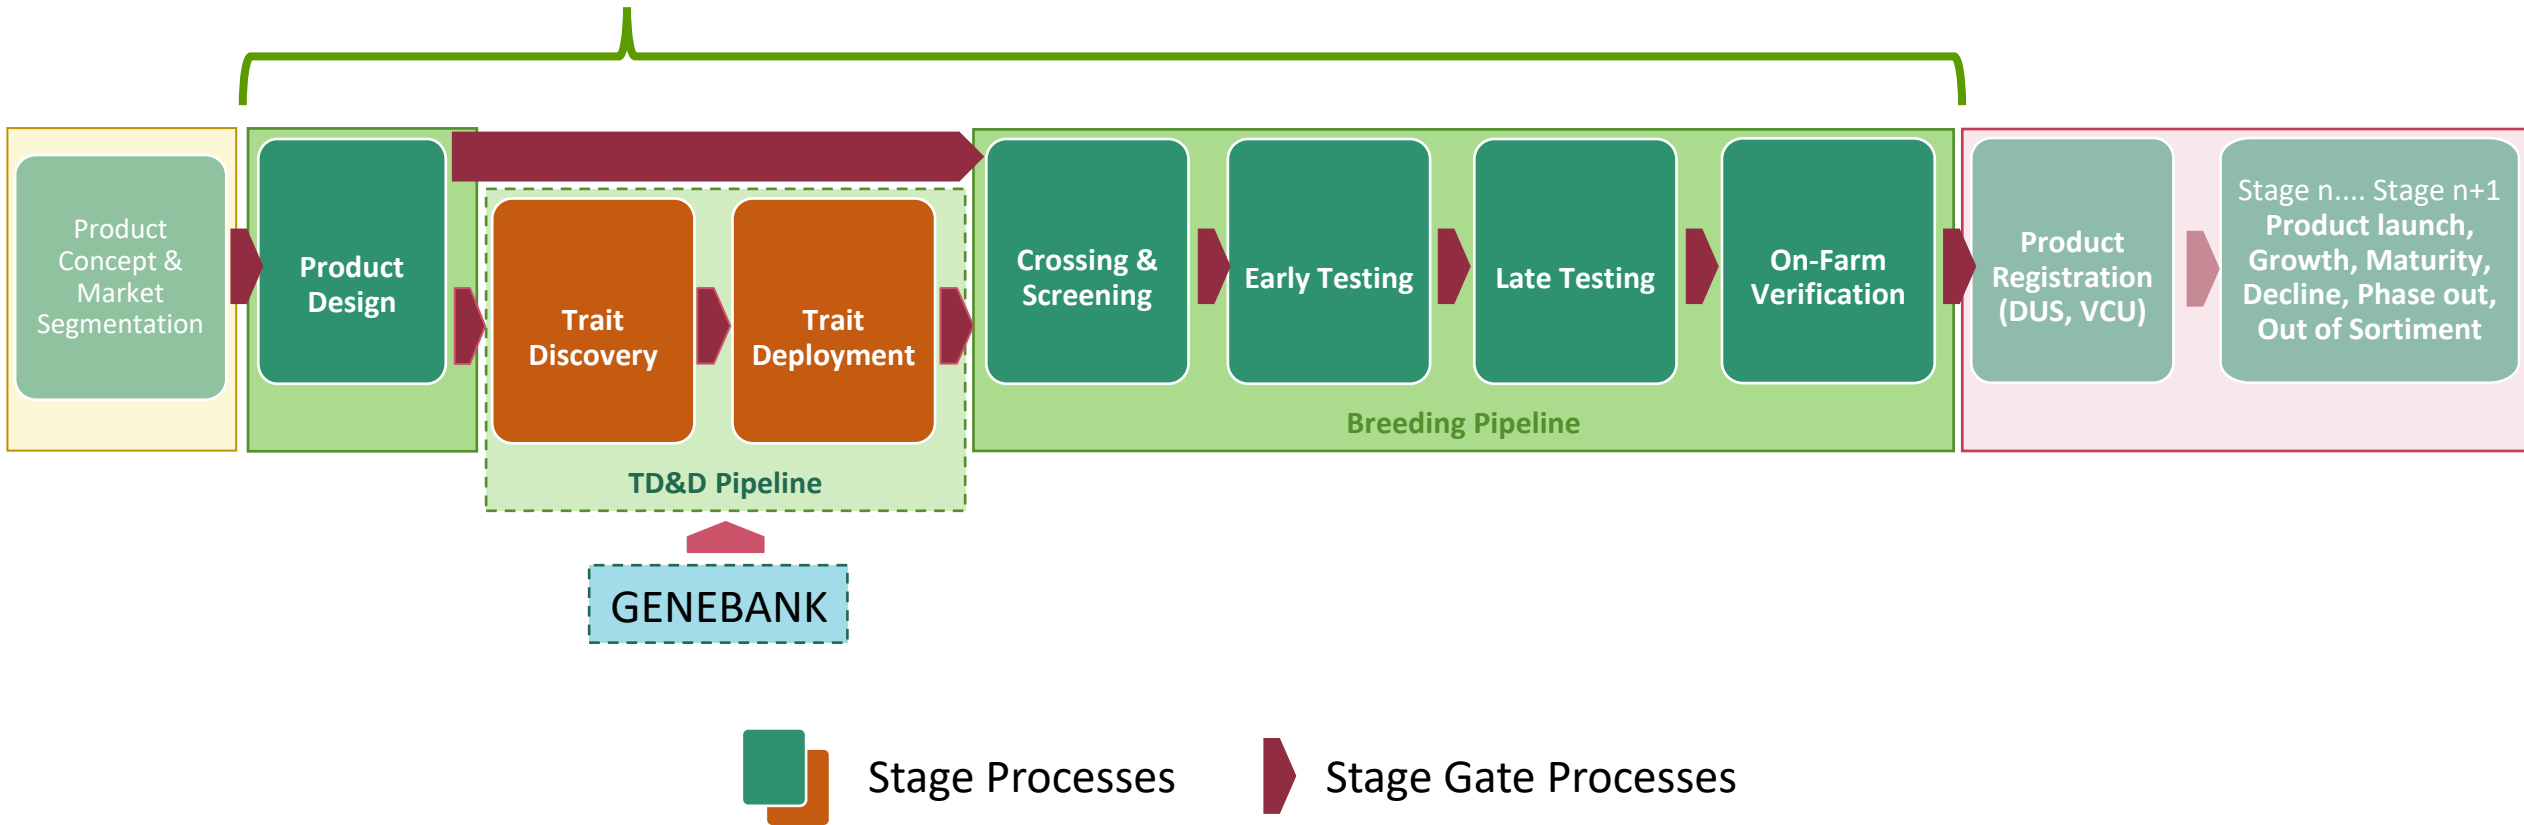 Product
Concept &
Market
Segmentation
Product
Design
Trait
Discovery
Trait
Deployment
TD&D Pipeline
GENEBANK
Crossing &
Screening
Early Testing
Late Testing
On-Farm
Verification
Breeding Pipeline
Product
Registration
(DUS, VCU)
Stage n.... Stage n+1
Product launch,
Growth, Maturity,
Decline, Phase out,
Out of Sortiment
Stage Processes
Stage Gate Processes